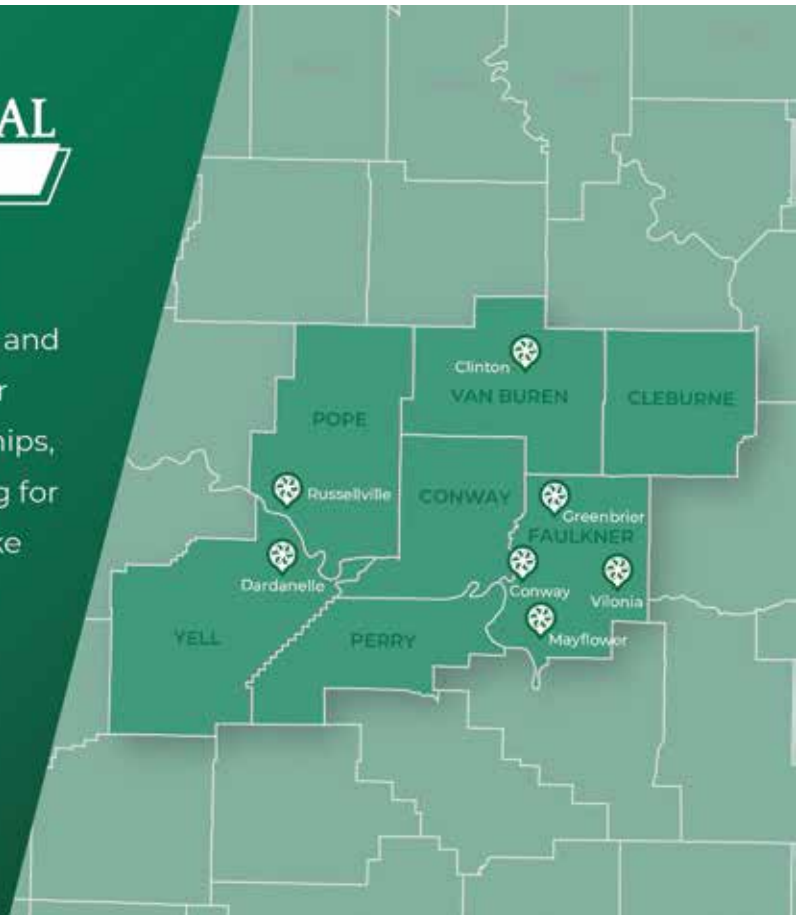 AL
and
r
hips,
g for
ke
Clinton
VAN BUREN
CLEBURNE
POPE
Russellville
CONWAY
Greenbrier
FAULKNER
Dardanelle
Conway
Vilonia
YELL
PERRY
Mayflower